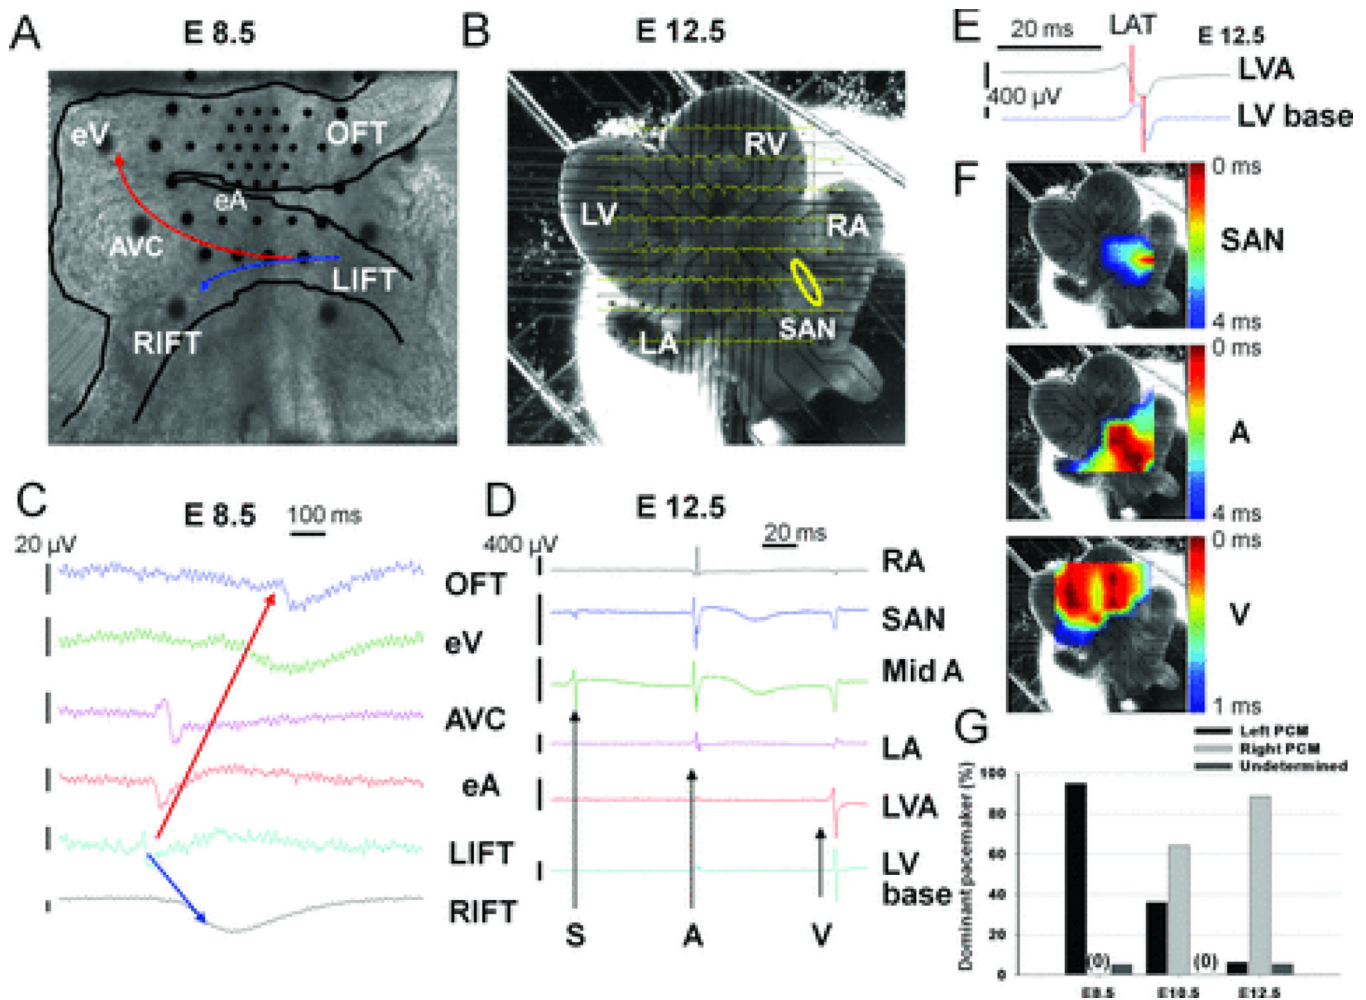 A
E 8.5
eV
OFT
eA
AVC
LIFT
RIFT
B
E 12.5
RV
LV
RA
SAN
LA
E
20 ms
LAT
E 12.5
LVA
400 µV
LV base
F
0 ms
SAN
4 ms
0 ms
A
4 ms
0 ms
V
1 ms
C
E 8.5
100 ms
20 µV
OFT
eV
AVC
eA
LIFT
RIFT
D
E 12.5
20 ms
400 µV
RA
SAN
Mid A
LA
LVA
LV
base
S
A
V
G
Left PCM
Right PCM
Undetermined
Dominant pacemaker (%)
100
80
60
40
20
0
(0)
(0)
E8.5
E10.5
E12.5